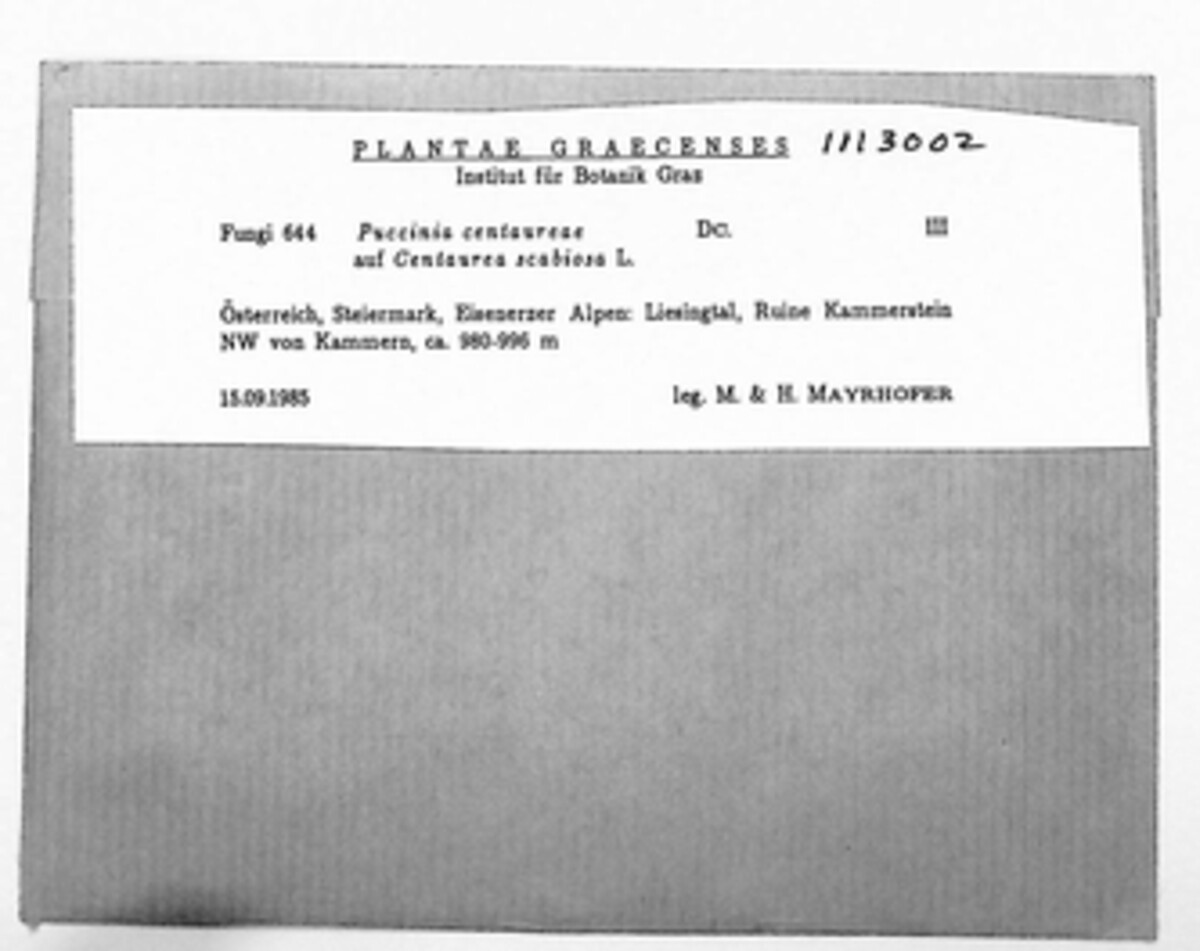 PLANTAE GRAECENSES 1113002
Institut für Botanik Graz
Fungi 644 Puccinia centaureae Dc. III
auf Centaurea scabiosa L.
Österreich, Steiermark, Eisenerzer Alpen: Liesingtal, Ruine Kammerstein
NW von Kammern, ca. 980-996 m
15.09.1985 leg. M. & H. MAYRHOFER